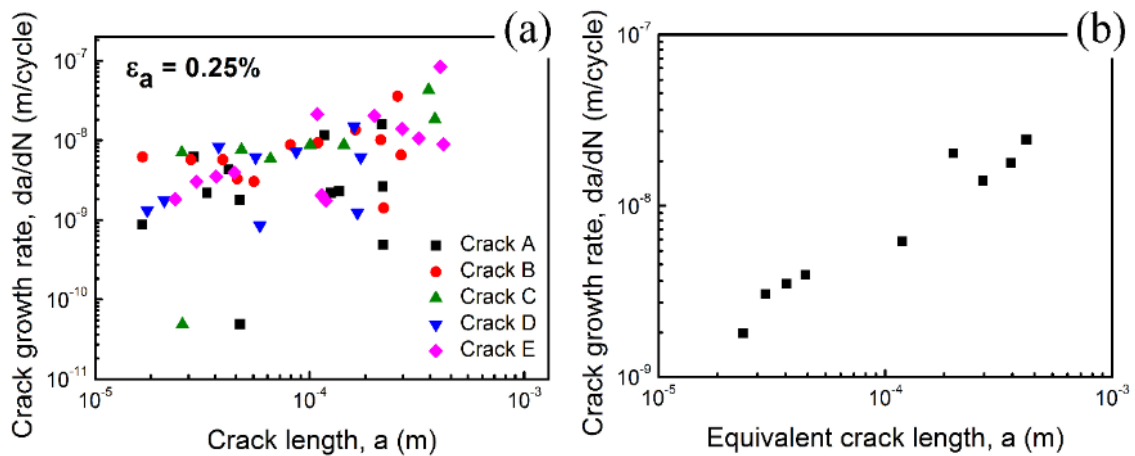 (a)
εa = 0.25%
Crack growth rate, da/dN (m/cycle)
10-7
10-8
10-9
10-10
10-11
10-5
10-4
10-3
Crack length, a (m)
Crack A
Crack B
Crack C
Crack D
Crack E
(b)
Crack growth rate, da/dN (m/cycle)
10-7
10-8
10-9
10-5
10-4
10-3
Equivalent crack length, a (m)